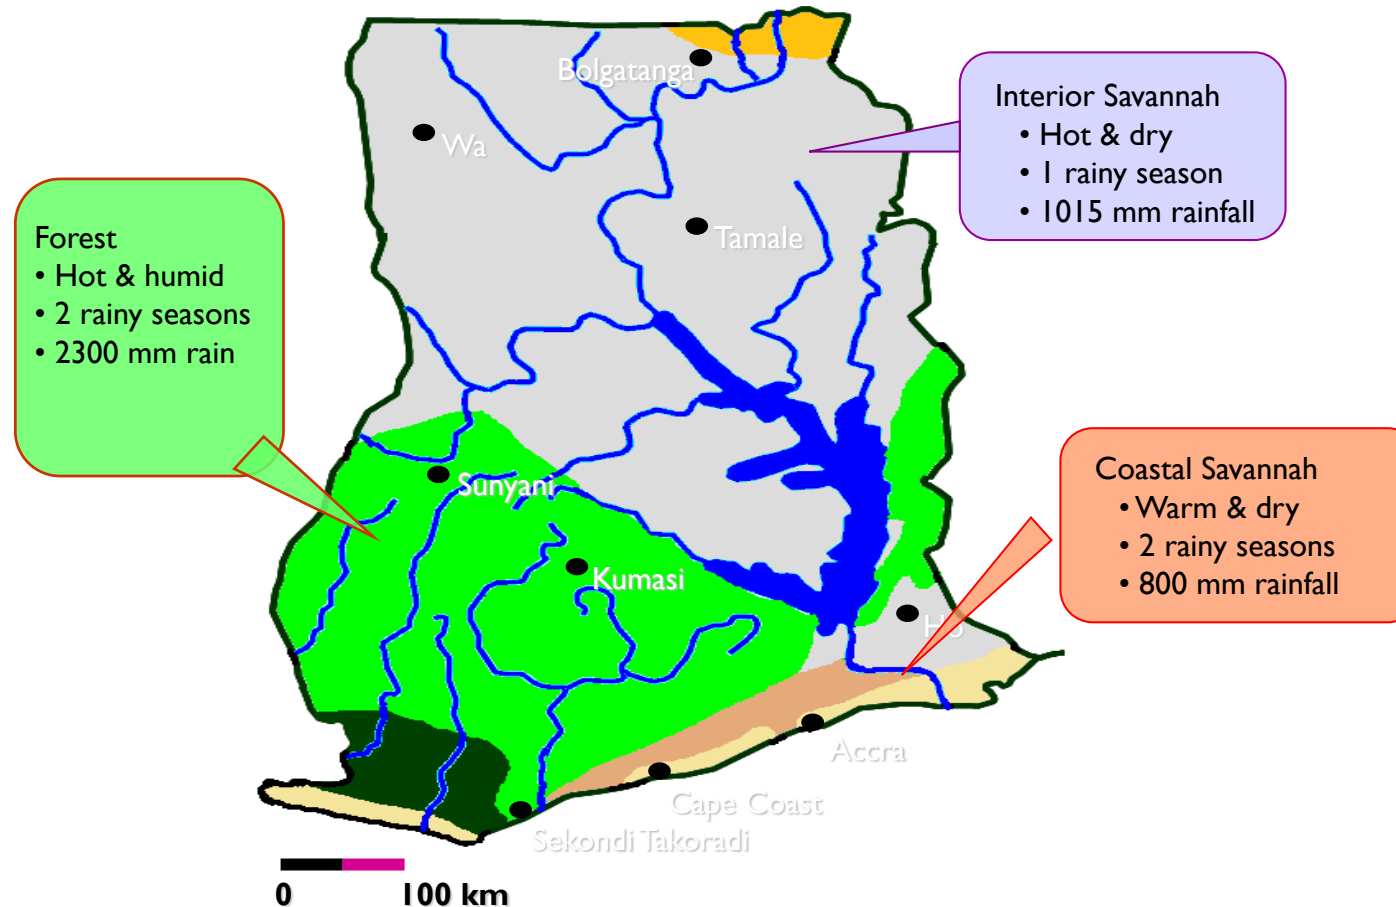 Bolgatanga
Wa
Tamale
Sunyani
Kumasi
Ho
Accra
Cape Coast
Sekondi Takoradi
Interior Savannah
• Hot & dry
• 1 rainy season
• 1015 mm rainfall
Forest
• Hot & humid
• 2 rainy seasons
• 2300 mm rain
Coastal Savannah
• Warm & dry
• 2 rainy seasons
• 800 mm rainfall
0 100 km